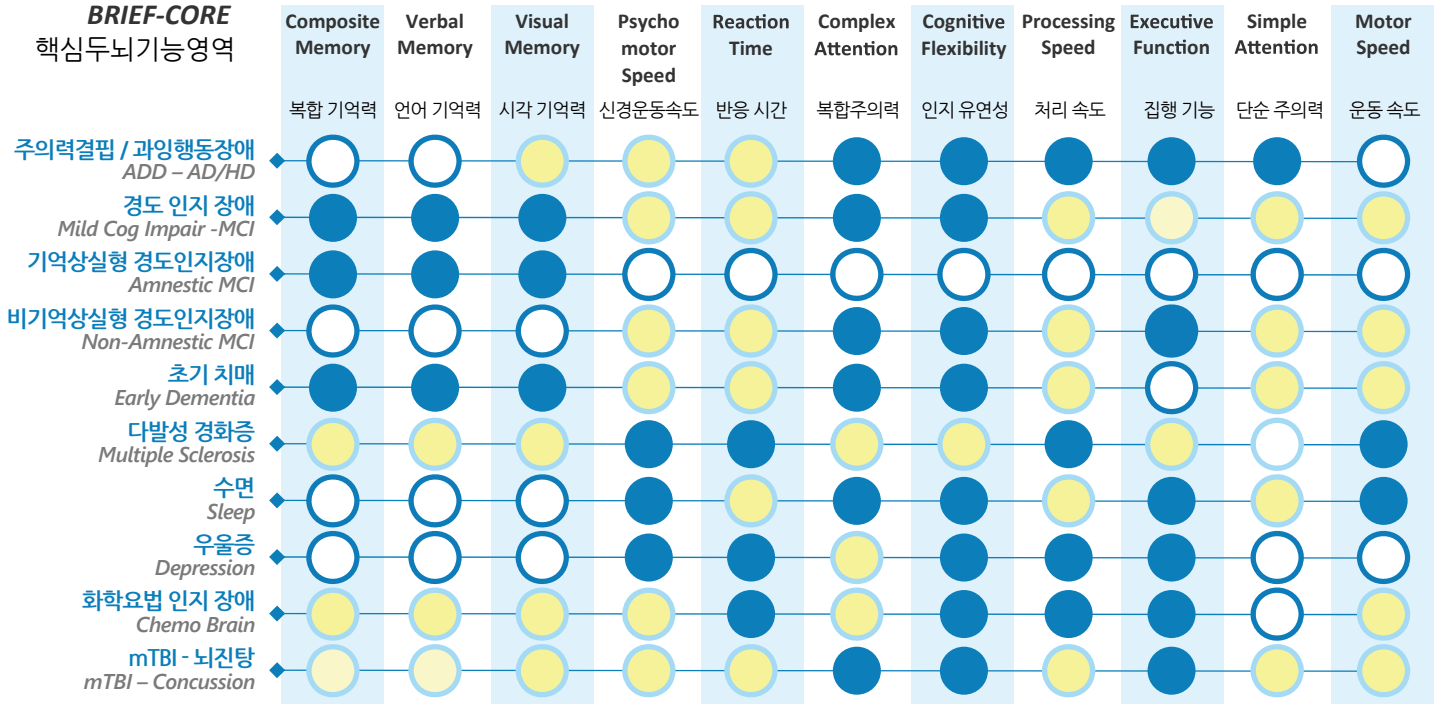 BRIEF-CORE
핵심두뇌기능영역
Composite
Memory
복합 기억력
Verbal
Memory
언어 기억력
Visual
Memory
시각 기억력
Psycho
motor
Speed
신경운동속도
Reaction
Time
반응 시간
Complex
Attention
복합주의력
Cognitive
Flexibility
인지 유연성
Processing
Speed
처리 속도
Executive
Function
집행 기능
Simple
Attention
단순 주의력
Motor
Speed
운동 속도
주의력결핍 / 과잉행동장애
ADD – AD/HD
경도 인지 장애
Mild Cog Impair -MCI
기억상실형 경도인지장애
Amnestic MCI
비기억상실형 경도인지장애
Non-Amnestic MCI
초기 치매
Early Dementia
다발성 경화증
Multiple Sclerosis
수면
Sleep
우울증
Depression
화학요법 인지 장애
Chemo Brain
mTBI - 뇌진탕
mTBI – Concussion